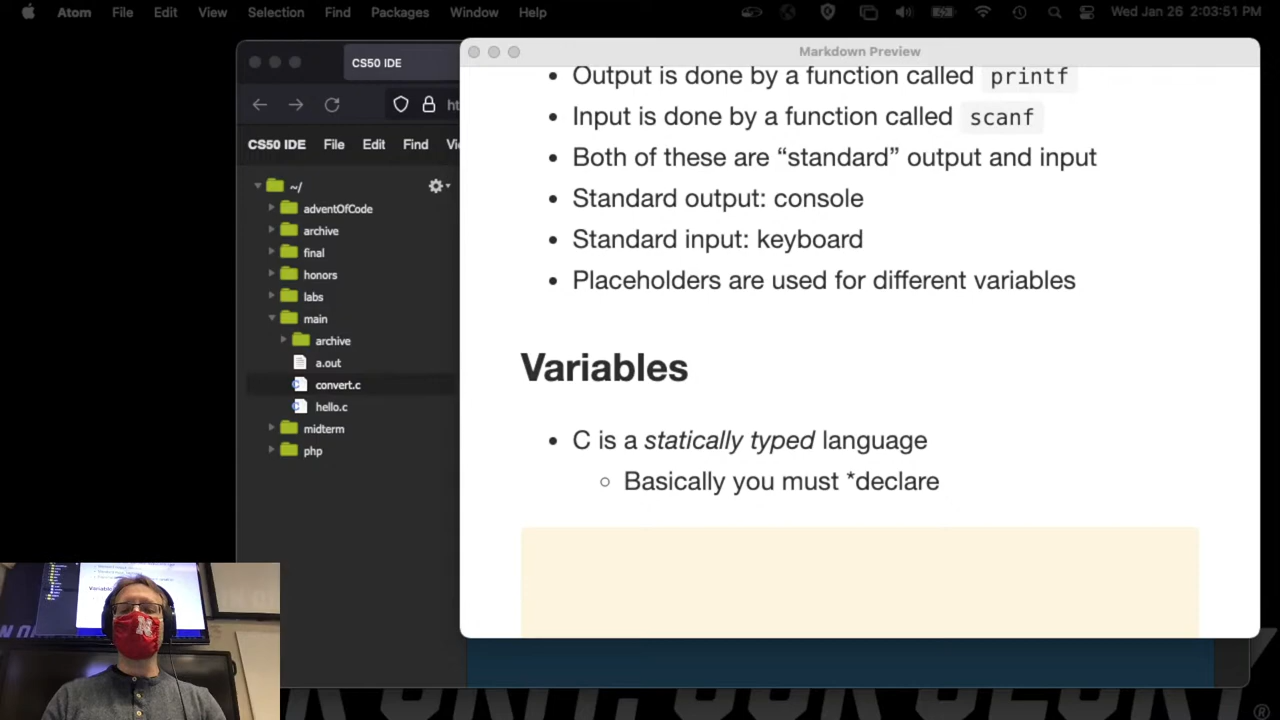 Atom File Edit View Selection Find Packages Window Help Wed Jan 26 2:03:51 PM
CS50 IDE
ht
CS50 IDE File Edit Find Vi
~/
adventOfCode
archive
final
honors
labs
main
archive
a.out
convert.c
hello.c
midterm
php
Markdown Preview
• Output is done by a function called printf
• Input is done by a function called scanf
• Both of these are “standard” output and input
• Standard output: console
• Standard input: keyboard
• Placeholders are used for different variables
Variables
• C is a statically typed language
◦ Basically you must *declare
N